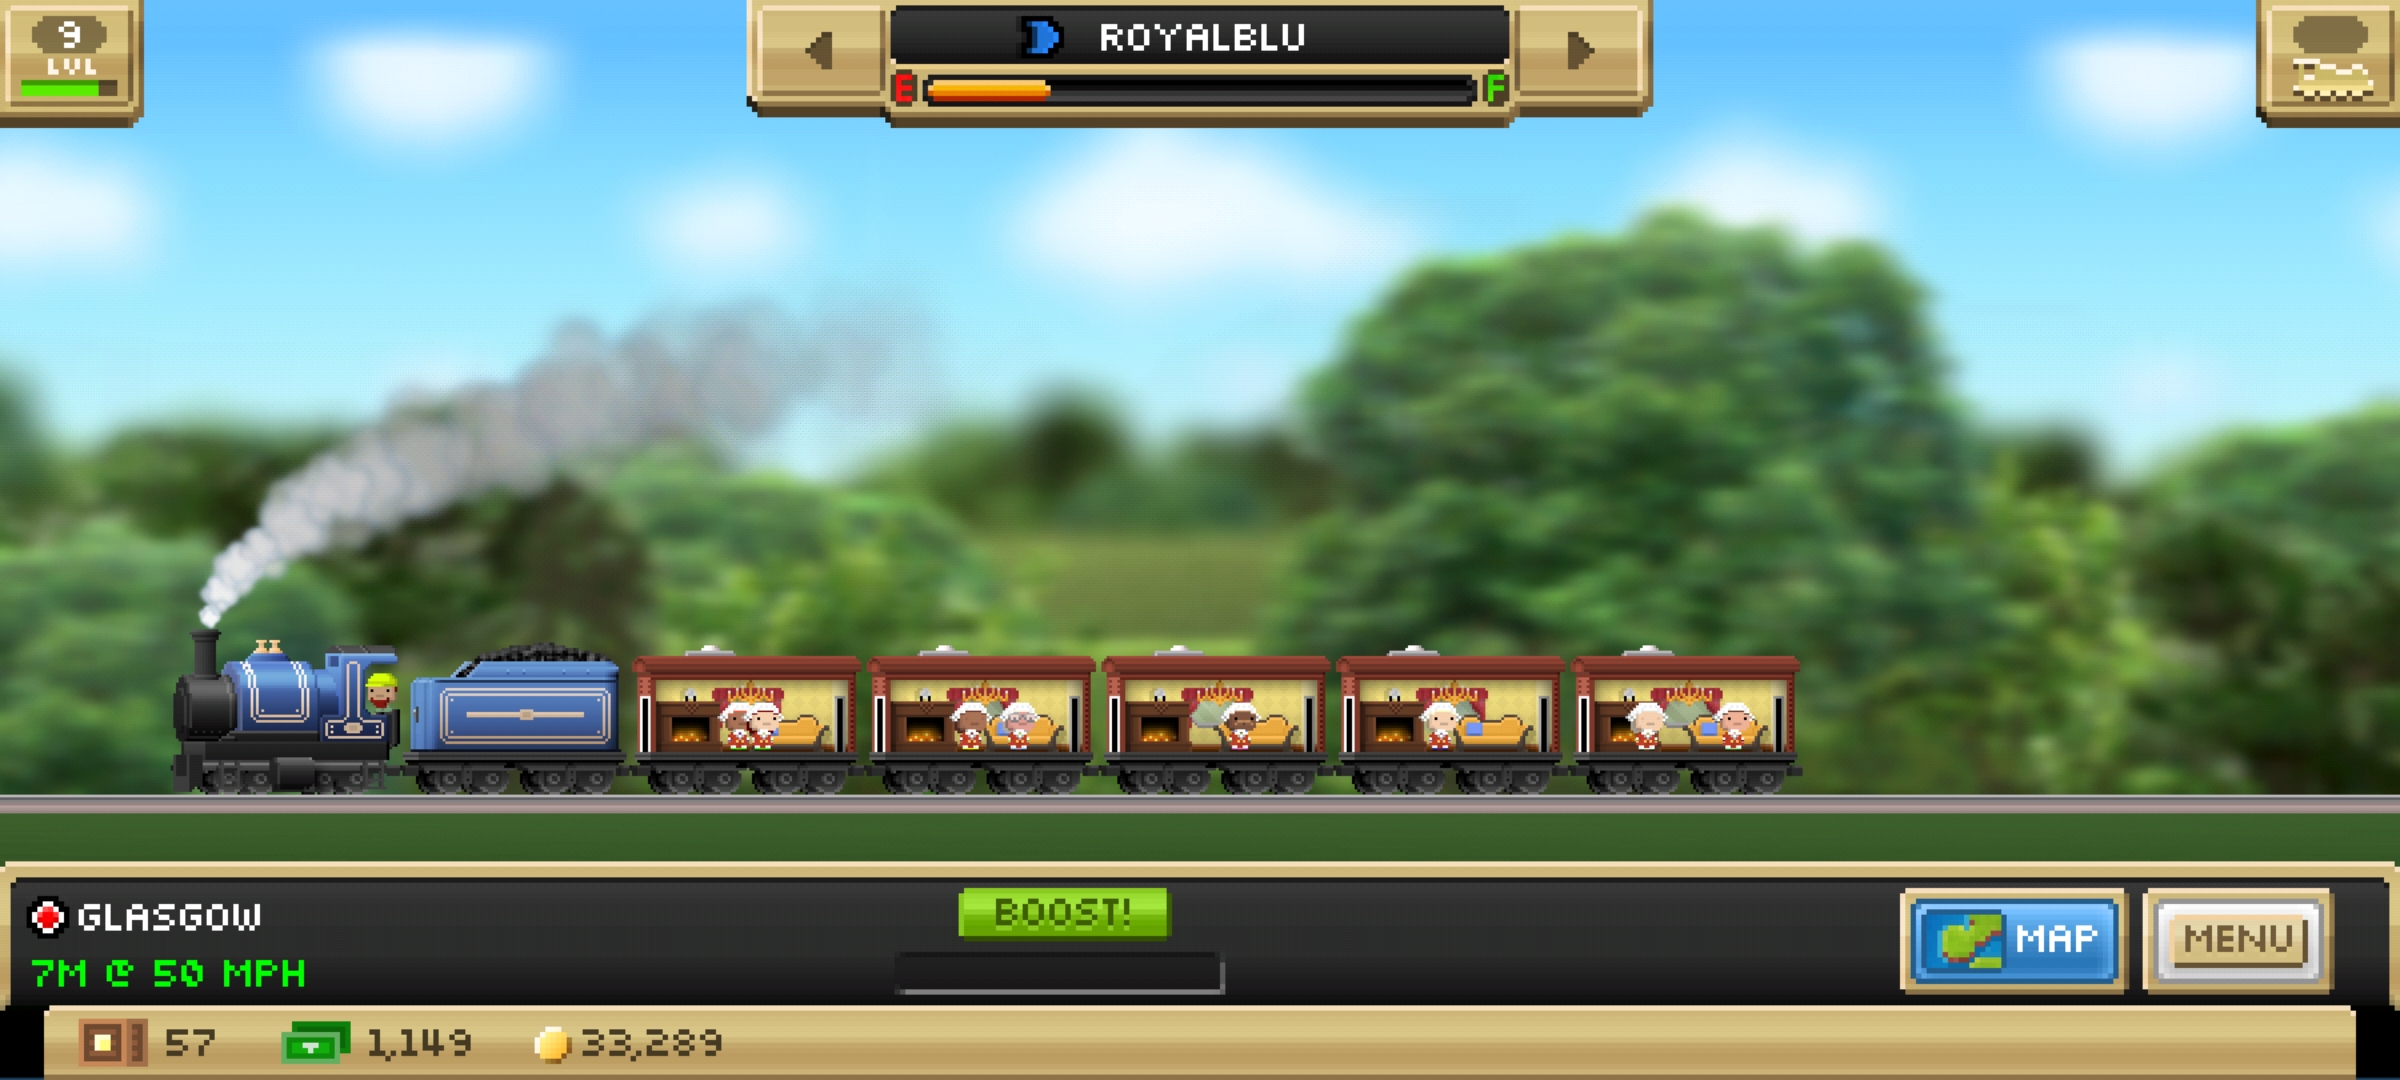 9
LVL
ROYALBLU
E F
GLASGOW
7M @ 50 MPH
BOOST!
MAP
MENU
57 1,149 33,289